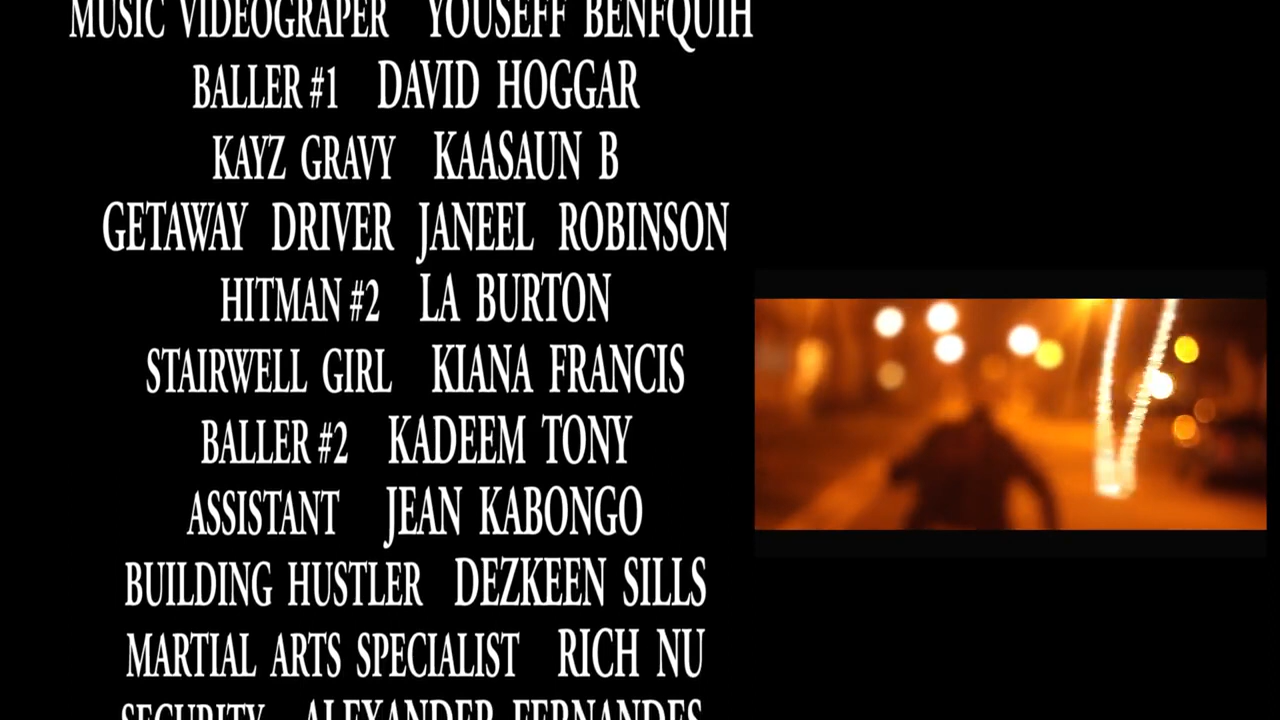 MUSIC VIDEOGRAPER YOUSEFF BENFQUIH
BALLER #1 DAVID HOGGAR
KAYZ GRAVY KAASAUN B
GETAWAY DRIVER JANEEL ROBINSON
HITMAN #2 LA BURTON
STAIRWELL GIRL KIANA FRANCIS
BALLER #2 KADEEM TONY
ASSISTANT JEAN KABONGO
BUILDING HUSTLER DEZKEEN SILLS
MARTIAL ARTS SPECIALIST RICH NU
SECURITY ALEXANDER FERNANDES